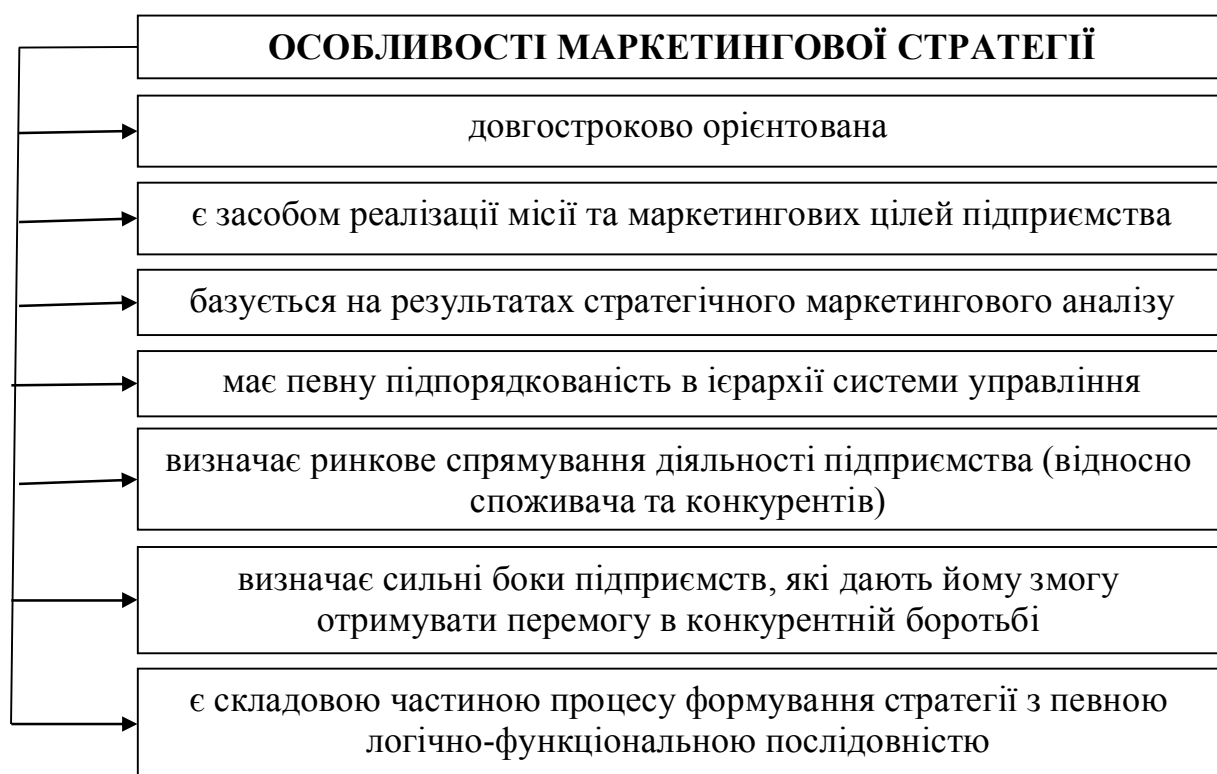 ОСОБЛИВОСТІ МАРКЕТИНГОВОЇ СТРАТЕГІЇ
довгостроково орієнтована
є засобом реалізації місії та маркетингових цілей підприємства
базується на результатах стратегічного маркетингового аналізу
має певну підпорядкованість в ієрархії системи управління
визначає ринкове спрямування діяльності підприємства (відносно
споживача та конкурентів)
визначає сильні боки підприємств, які дають йому змогу
отримувати перемогу в конкурентній боротьбі
є складовою частиною процесу формування стратегії з певною
логічно-функціональною послідовністю